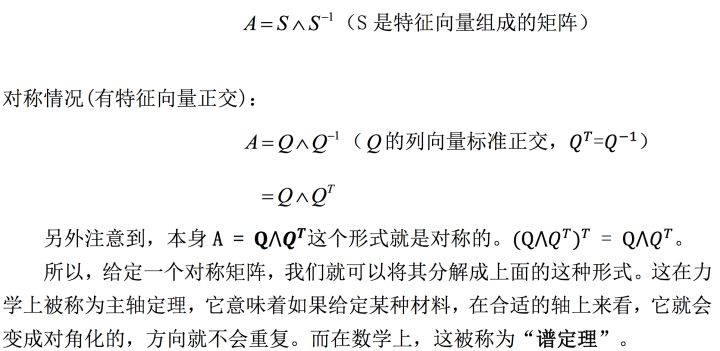 A = S∧S⁻¹（S 是特征向量组成的矩阵）
对称情况(有特征向量正交)：
A = Q∧Q⁻¹（Q 的列向量标准正交，Qᵀ=Q⁻¹）
= Q∧Qᵀ
另外注意到，本身 A = Q⋀Qᵀ这个形式就是对称的。(Q⋀Qᵀ)ᵀ = Q⋀Qᵀ。
所以，给定一个对称矩阵，我们就可以将其分解成上面的这种形式。这在力
学上被称为主轴定理，它意味着如果给定某种材料，在合适的轴上来看，它就会
变成对角化的，方向就不会重复。而在数学上，这被称为“谱定理”。